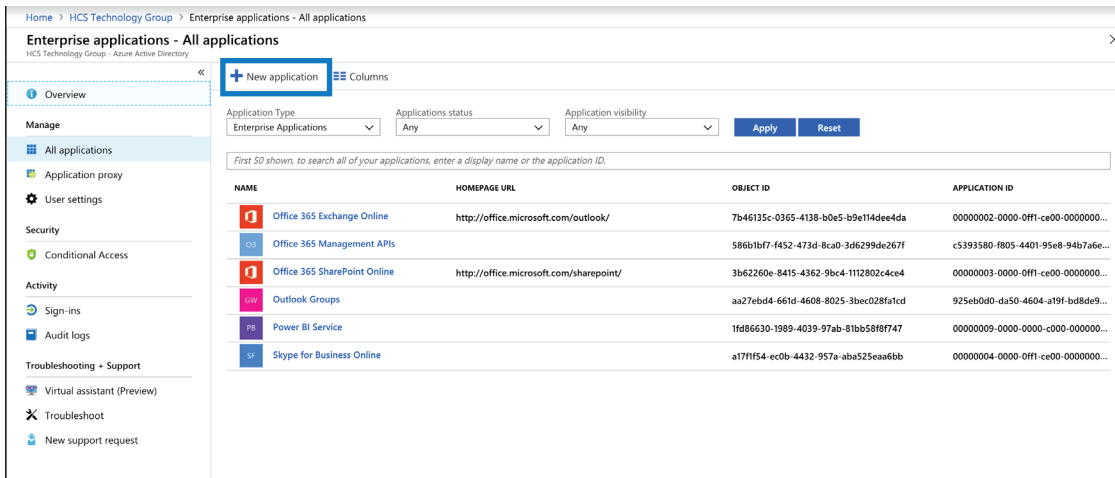 Home > HCS Technology Group > Enterprise applications - All applications
Enterprise applications - All applications
HCS Technology Group - Azure Active Directory
«
Overview
Manage
All applications
Application proxy
User settings
Security
Conditional Access
Activity
Sign-ins
Audit logs
Troubleshooting + Support
Virtual assistant (Preview)
Troubleshoot
New support request
New application Columns
Application Type Applications status Application visibility
Enterprise Applications Any Any Apply Reset
First 50 shown, to search all of your applications, enter a display name or the application ID.
NAME HOMEPAGE URL OBJECT ID APPLICATION ID
Office 365 Exchange Online http://office.microsoft.com/outlook/ 7b46135c-0365-4138-b0e5-b9e114dee4da 00000002-0000-0ff1-ce00-0000000...
O3 Office 365 Management APIs 586b1bf7-f452-473d-8ca0-3d6299de267f c5393580-f805-4401-95e8-94b7a6e...
Office 365 SharePoint Online http://office.microsoft.com/sharepoint/ 3b62260e-8415-4362-9bc4-1112802c4ce4 00000003-0000-0ff1-ce00-0000000...
GW Outlook Groups aa27ebd4-661d-4608-8025-3bec028fa1cd 925eb0d0-da50-4604-a19f-bd8de9...
PB Power BI Service 1fd86630-1989-4039-97ab-81bb58f8f747 00000009-0000-0000-c000-000000...
SF Skype for Business Online a17f1f54-ec0b-4432-957a-aba525eaa6bb 00000004-0000-0ff1-ce00-0000000...